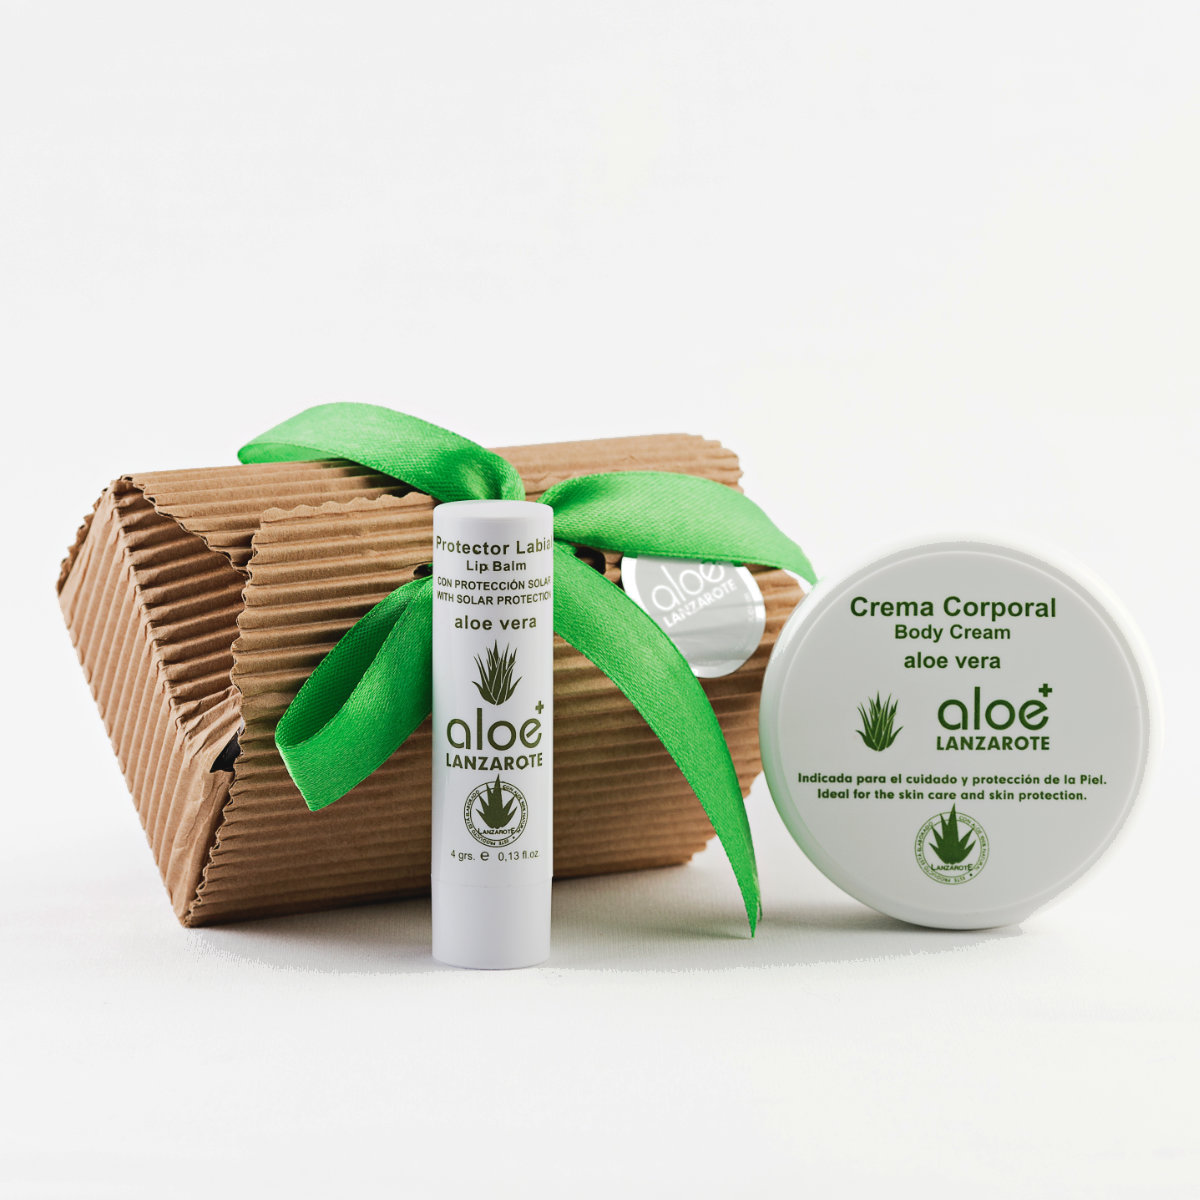 Protector Labial
Lip Balm
CON PROTECCIÓN SOLAR
WITH SOLAR PROTECTION
aloe vera
aloe+
LANZAROTE
LANZAROTE
4 grs. e 0,13 fl.oz.
aloe
LANZAROTE
Crema Corporal
Body Cream
aloe vera
aloe+
LANZAROTE
Indicada para el cuidado y protección de la Piel.
Ideal for the skin care and skin protection.
LANZAROTE